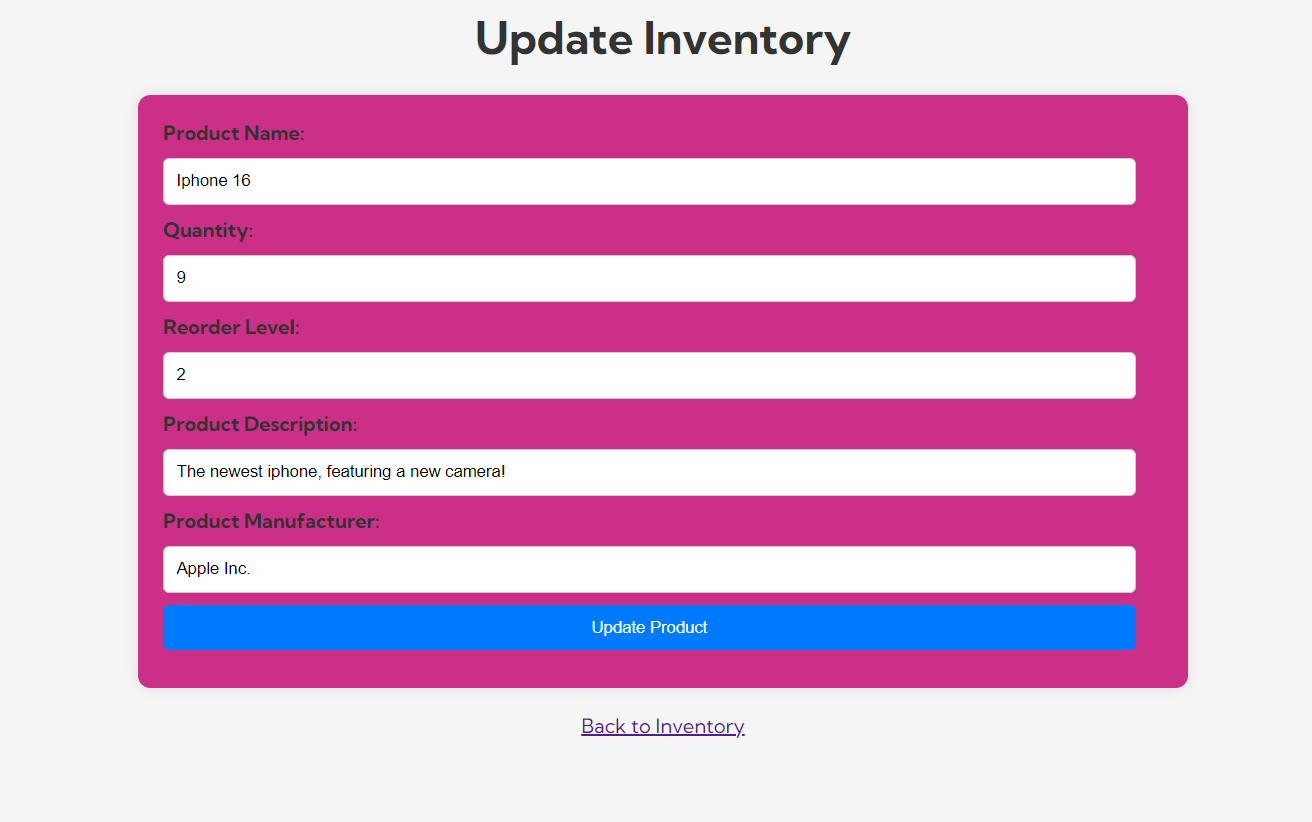 Update Inventory
Product Name:
Iphone 16
Quantity:
9
Reorder Level:
2
Product Description:
The newest iphone, featuring a new camera!
Product Manufacturer:
Apple Inc.
Update Product
Back to Inventory